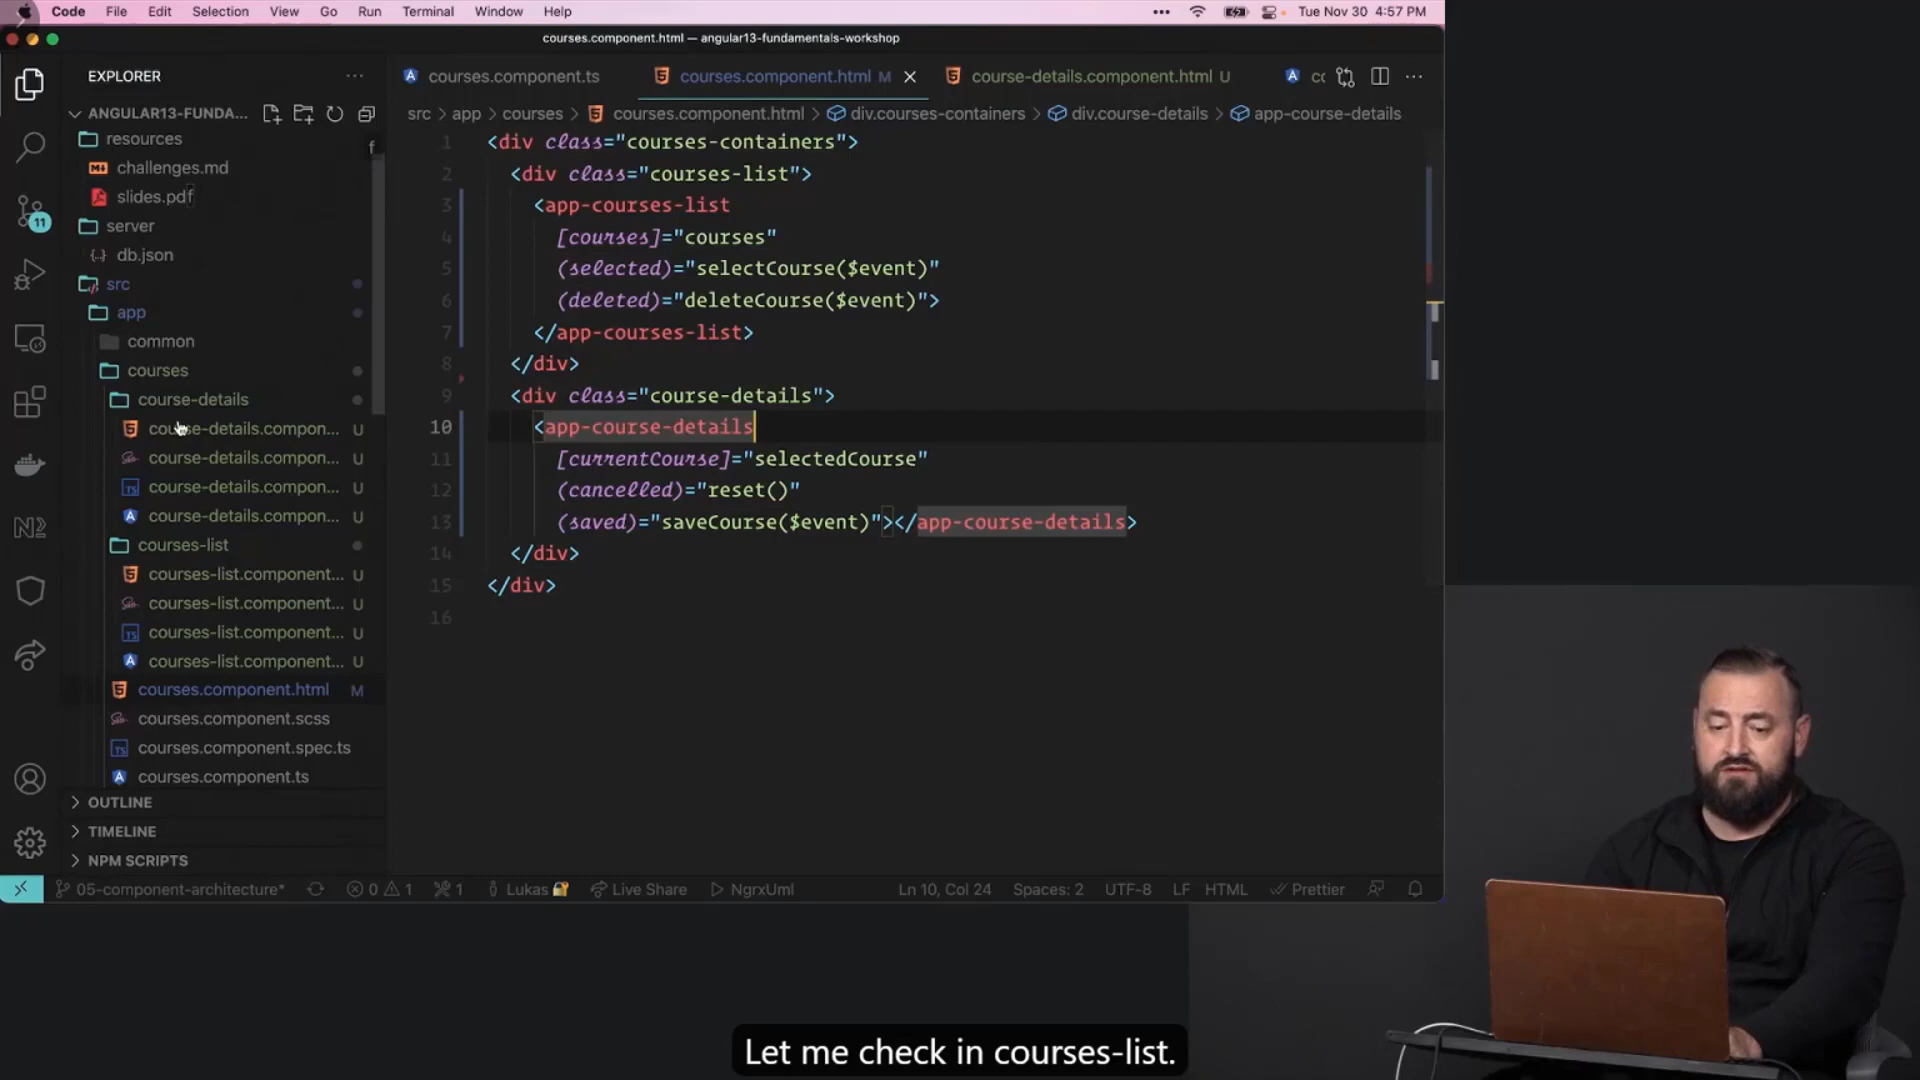 Code File Edit Selection View Go Run Terminal Window Help
Tue Nov 30 4:57 PM
courses.component.html — angular13-fundamentals-workshop
EXPLORER
ANGULAR13-FUNDA...
resources
challenges.md
slides.pdf
server
db.json
src
app
common
courses
course-details
course-details.compon... U
course-details.compon... U
course-details.compon... U
course-details.compon... U
courses-list
courses-list.component... U
courses-list.component... U
courses-list.component... U
courses-list.component... U
courses.component.html M
courses.component.scss
courses.component.spec.ts
courses.component.ts
OUTLINE
TIMELINE
NPM SCRIPTS
11
courses.component.ts
courses.component.html M
course-details.component.html U
src > app > courses > courses.component.html > div.courses-containers > div.course-details > app-course-details
1 <div class="courses-containers">
2 <div class="courses-list">
3 <app-courses-list
4 [courses]="courses"
5 (selected)="selectCourse($event)"
6 (deleted)="deleteCourse($event)">
7 </app-courses-list>
8 </div>
9 <div class="course-details">
10 <app-course-details
11 [currentCourse]="selectedCourse"
12 (cancelled)="reset()"
13 (saved)="saveCourse($event)"></app-course-details>
14 </div>
15 </div>
16
05-component-architecture* 0 1 1 Lukas Live Share NgrxUml Ln 10, Col 24 Spaces: 2 UTF-8 LF HTML Prettier
Let me check in courses-list.